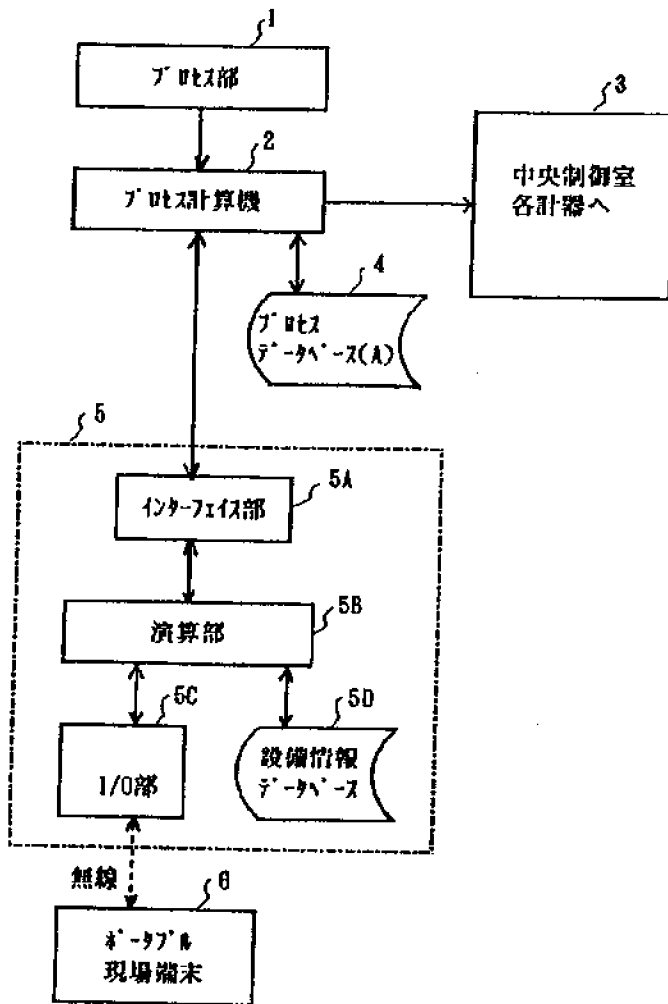 1
プロセス部
2
プロセス計算機
3
中央制御室
各計器へ
4
プロセス
データベース(A)
5
5A
インターフェイス部
5B
演算部
5C
I/O部
5D
設備情報
データベース
無線
6
ポータブル
現場端末